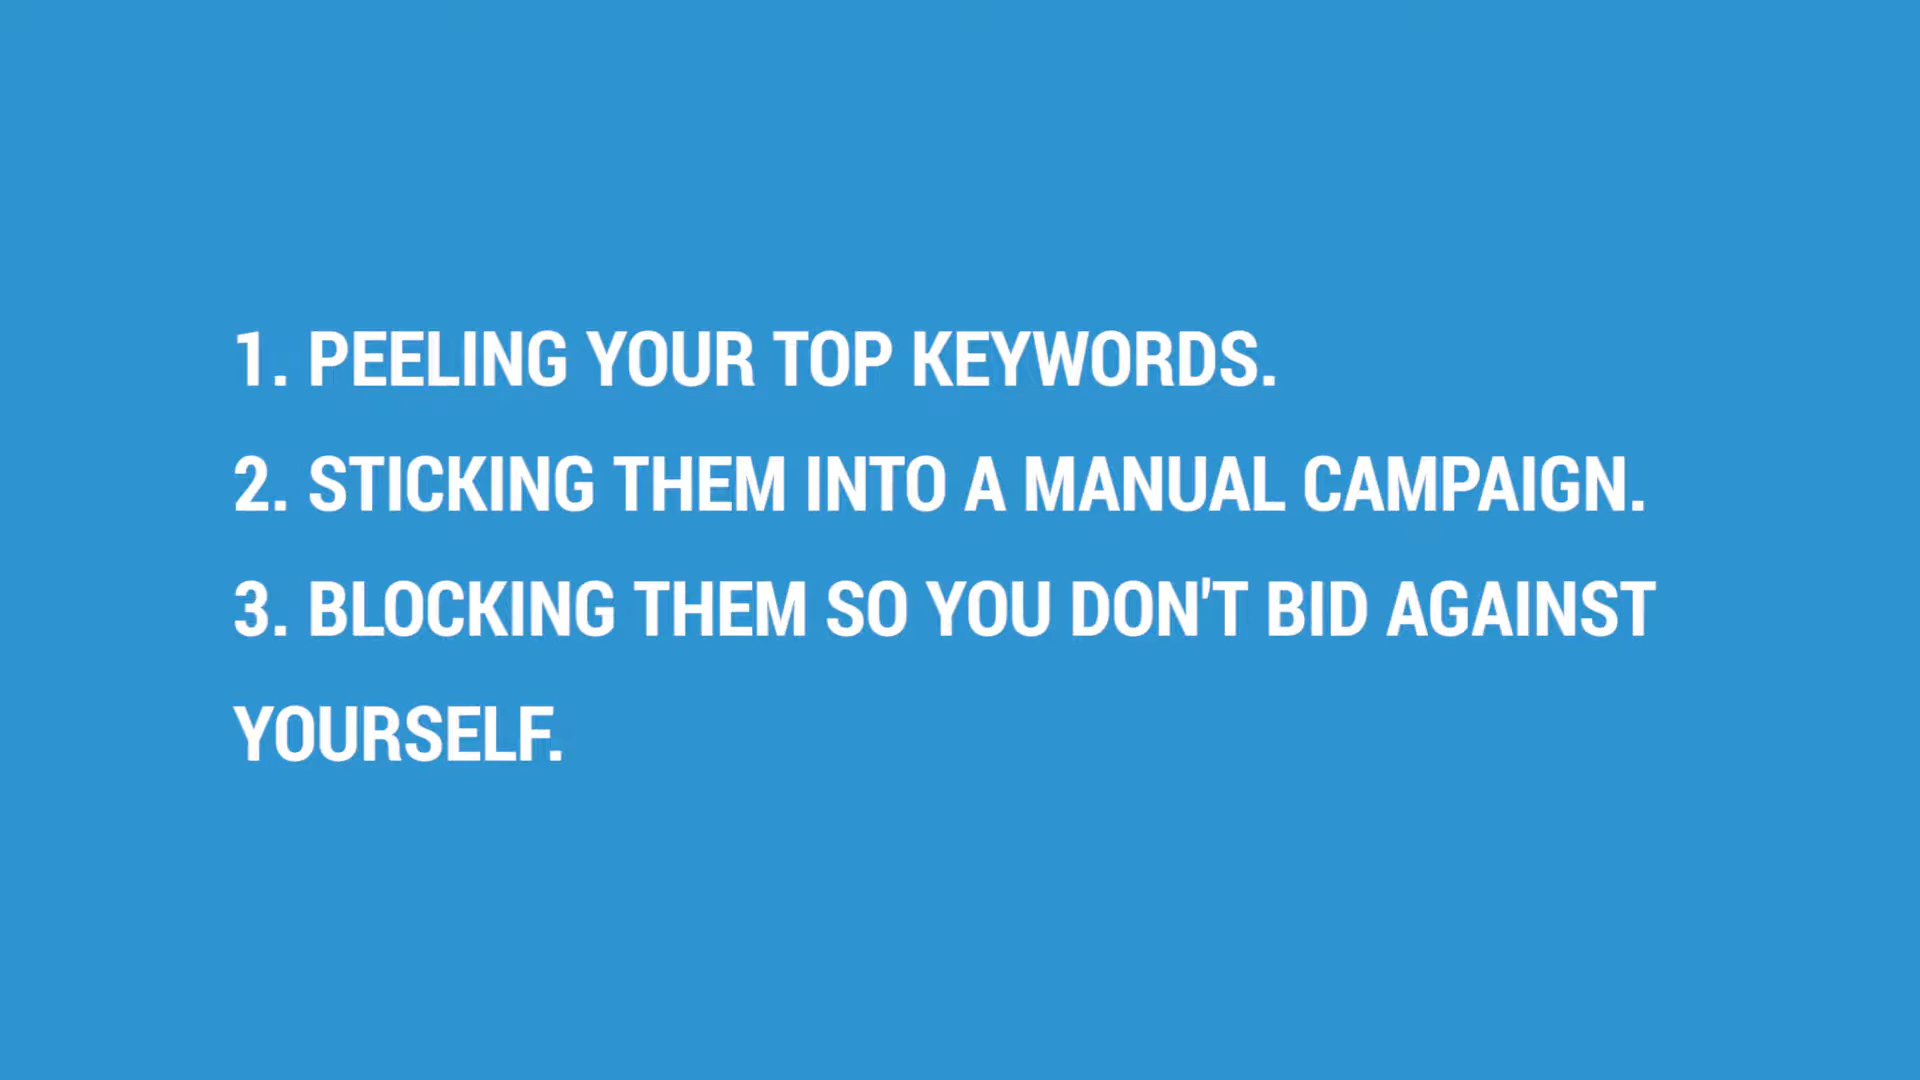 1. PEELING YOUR TOP KEYWORDS.
2. STICKING THEM INTO A MANUAL CAMPAIGN.
3. BLOCKING THEM SO YOU DON'T BID AGAINST
YOURSELF.